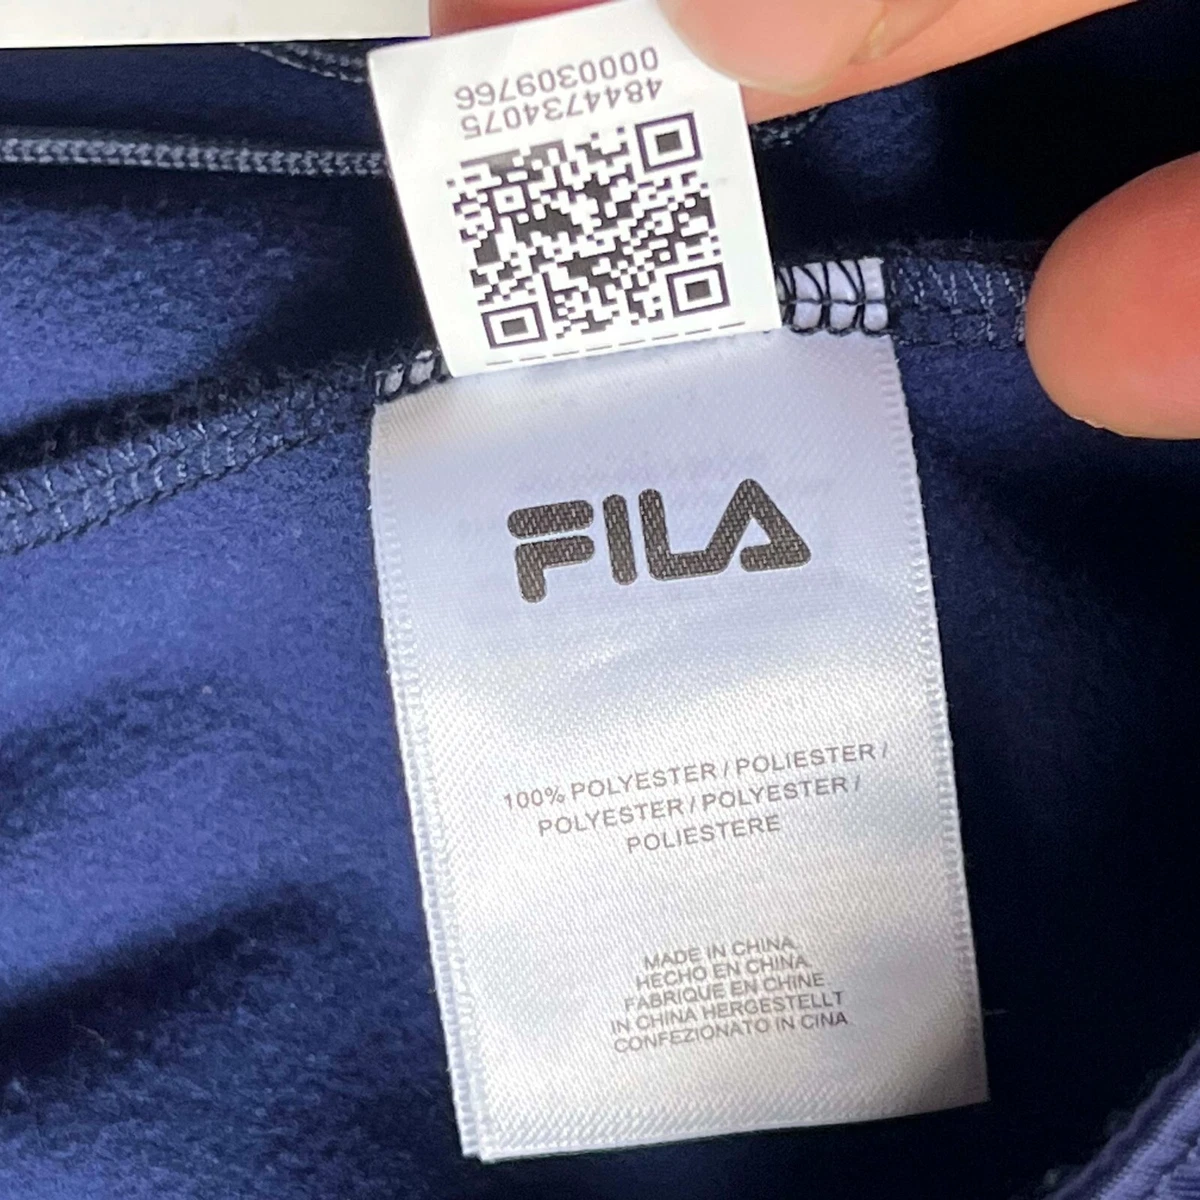 4844734075
0000309766
FILA
100% POLYESTER / POLIESTER /
POLYESTER / POLYESTER /
POLIESTERE
MADE IN CHINA
HECHO EN CHINA
FABRIQUE EN CHINE
IN CHINA HERGESTELLT
CONFEZIONATO IN CINA